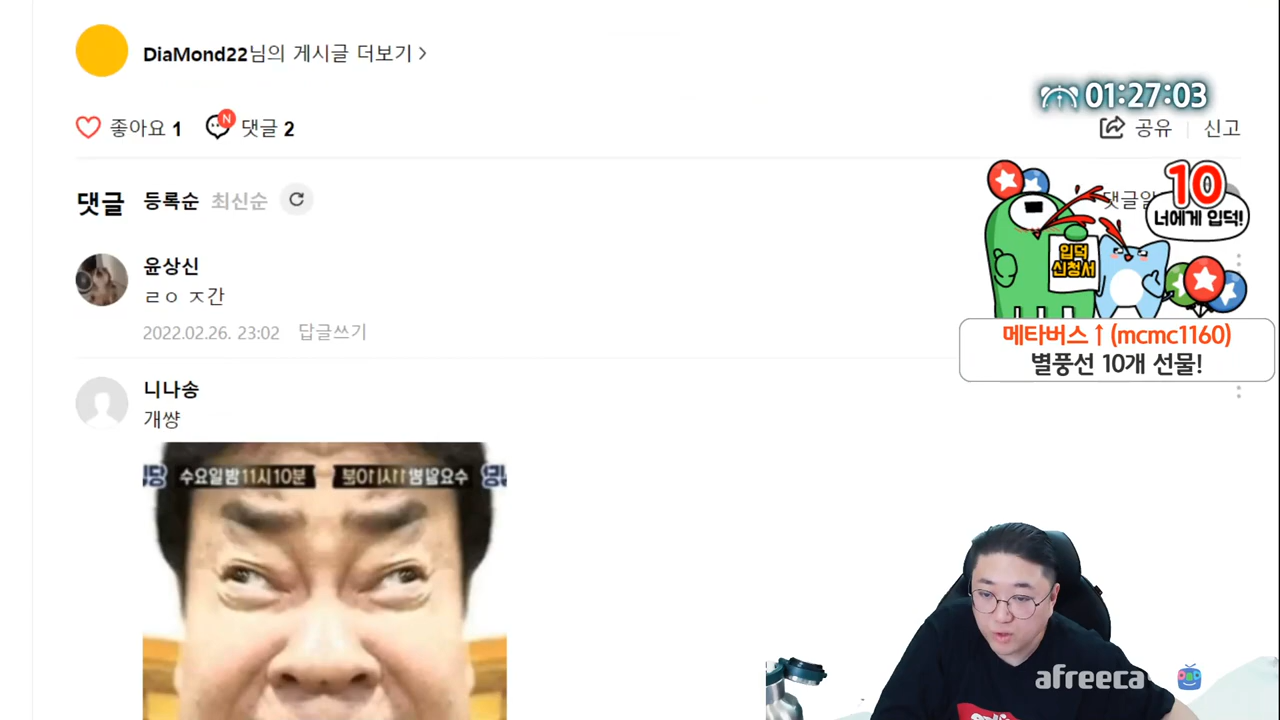 DiaMond22님의 게시글 더보기
01:27:03
좋아요 1
N
댓글 2
공유
신고
댓글
등록순
최신순
10
너에게 입덕!
입덕
신청서
윤상신
ㄹㅇ ㅈ간
2022.02.26. 23:02
답글쓰기
메타버스↑(mcmc1160)
별풍선 10개 선물!
니나송
개썅
수요일밤 11시10분
afreeca